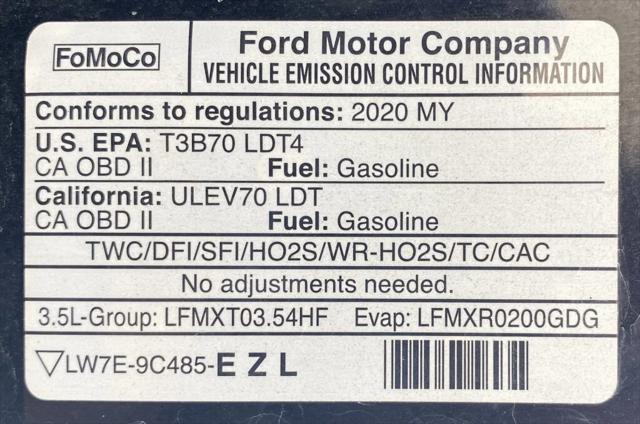 FoMoCo
Ford Motor Company
VEHICLE EMISSION CONTROL INFORMATION
Conforms to regulations: 2020 MY
U.S. EPA: T3B70 LDT4
CA OBD II Fuel: Gasoline
California: ULEV70 LDT
CA OBD II Fuel: Gasoline
TWC/DFI/SFI/HO2S/WR-HO2S/TC/CAC
No adjustments needed.
3.5L-Group: LFMXT03.54HF Evap: LFMXR0200GDG
▽LW7E-9C485-E Z L